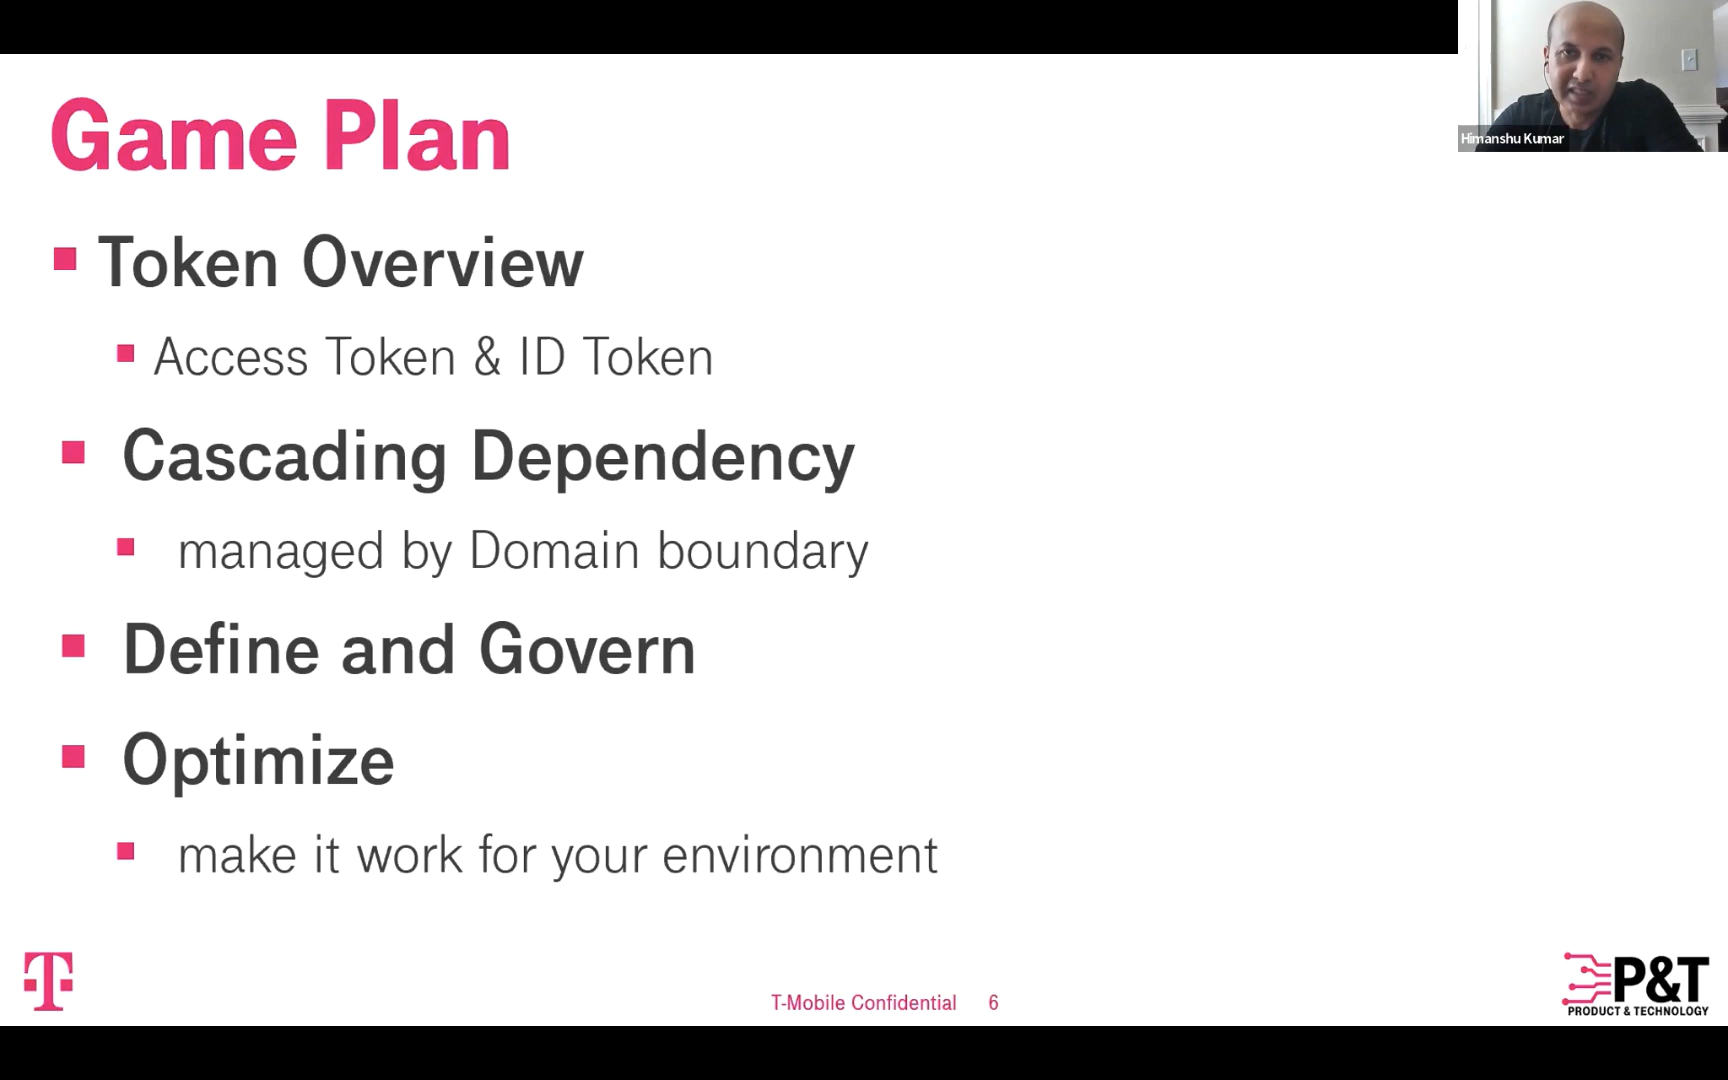 Himanshu Kumar
Game Plan
Token Overview
Access Token & ID Token
Cascading Dependency
managed by Domain boundary
Define and Govern
Optimize
make it work for your environment
T
T-Mobile Confidential 6
P&T
PRODUCT & TECHNOLOGY